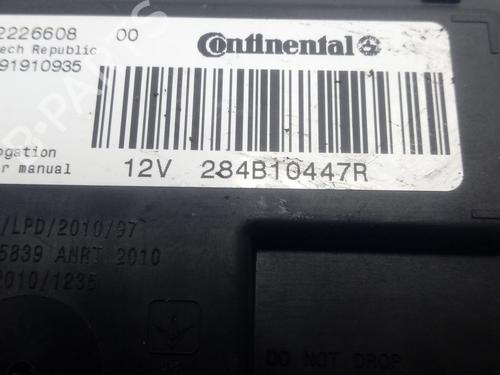 2226608 00
Continental
ech Republic
91910935
ogation
r manual
12V 284B10447R
/LPD/2010/97
5839 ANRT 2010
2010/1235
DO NOT DROP